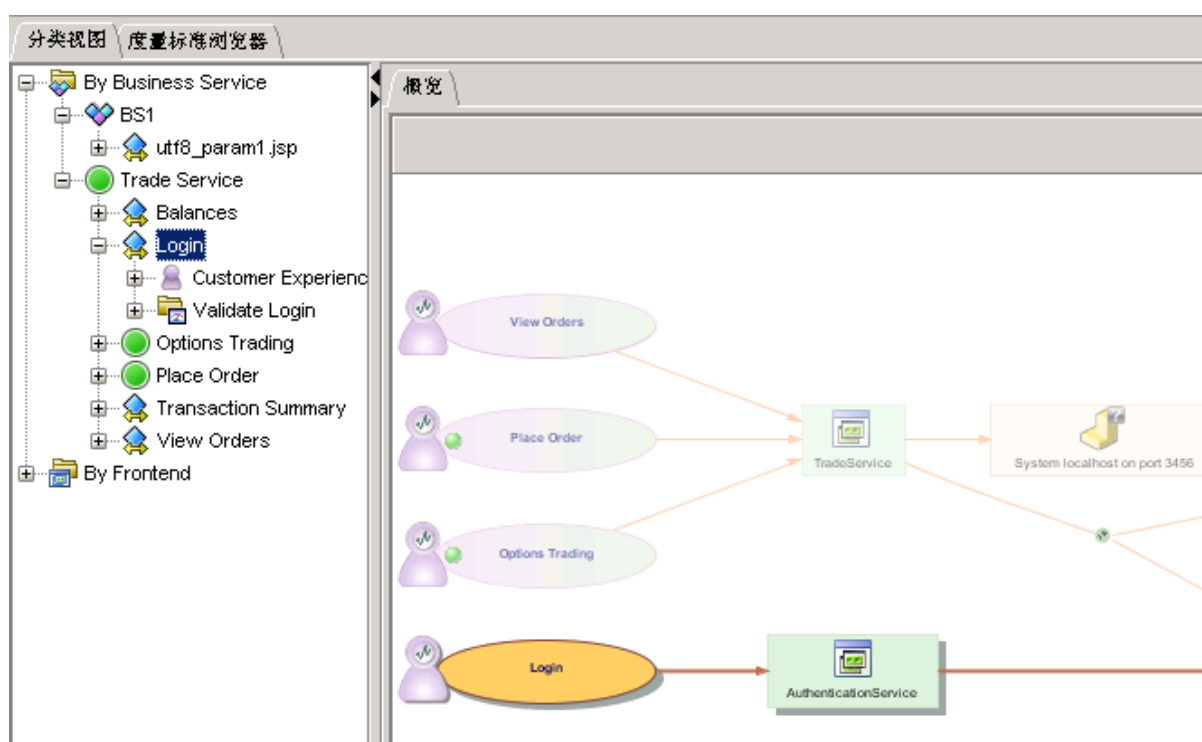 分类视图
度量标准浏览器
By Business Service
BS1
utf8_param1.jsp
Trade Service
Balances
Login
Customer Experienc
Validate Login
Options Trading
Place Order
Transaction Summary
View Orders
By Frontend
概览
View Orders
Place Order
TradeService
System localhost on port 3456
Options Trading
Login
AuthenticationService